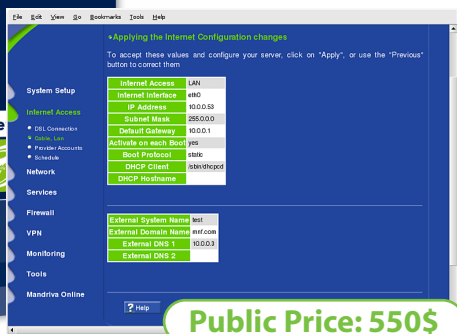 File Edit View Go Bookmarks Tools Help
Applying the Internet Configuration changes
To accept these values and configure your server, click on "Apply", or use the "Previous"
button to correct them
System Setup
Internet Access
DSL Connection
Cable, Lan
Provider Accounts
Schedule
Network
Services
Firewall
VPN
Monitoring
Tools
Mandriva Online
Internet Access LAN
Internet Interface eth0
IP Address 10.0.0.53
Subnet Mask 255.0.0.0
Default Gateway 10.0.0.1
Activate on each Boot yes
Boot Protocol static
DHCP Client /sbin/dhcpcd
DHCP Hostname
External System Name test
External Domain Name mnf.com
External DNS 1 10.0.0.3
External DNS 2
? Help
Public Price: 550$